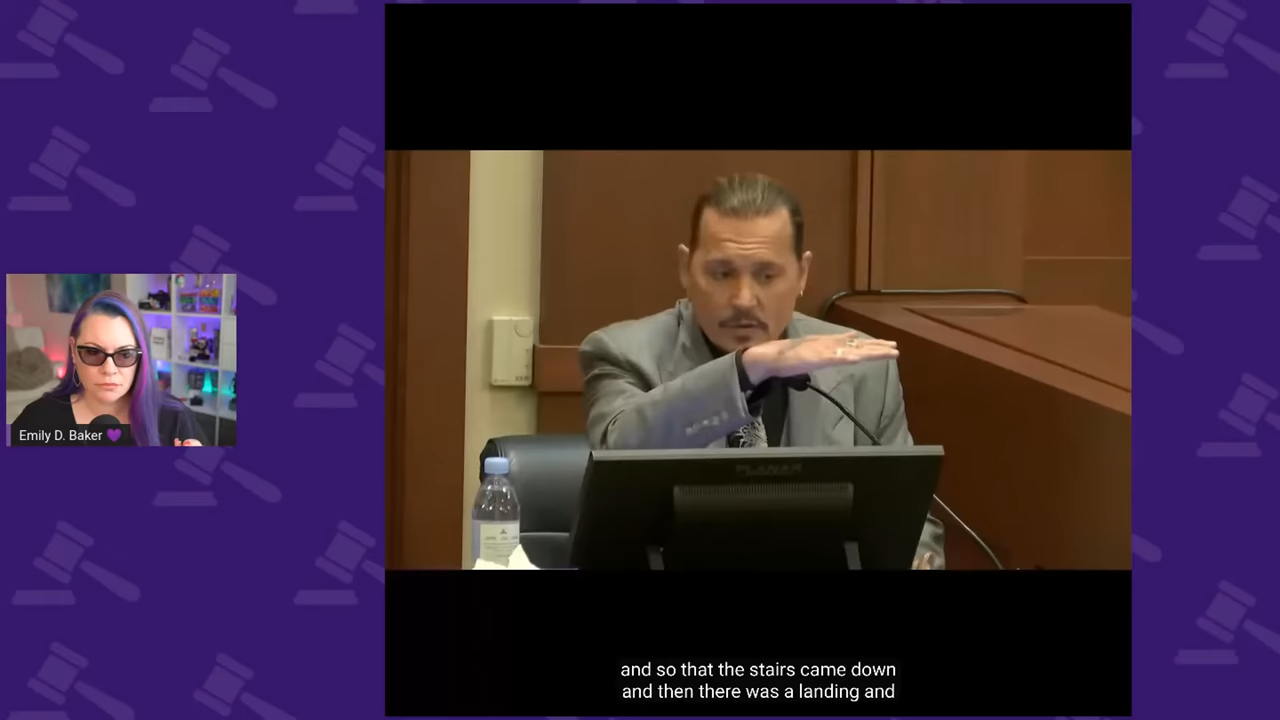 PLANAR
Emily D. Baker 💜
and so that the stairs came down
and then there was a landing and